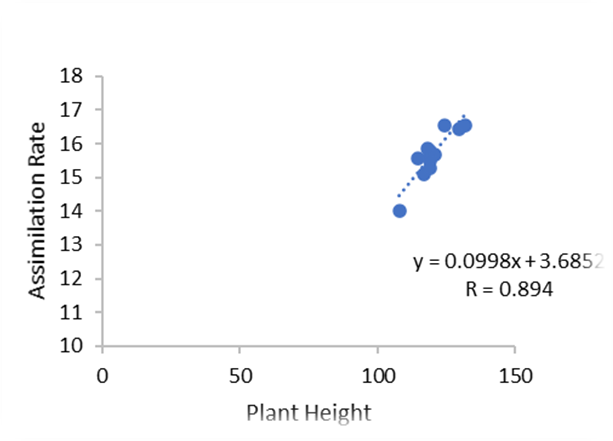 18
17
16
15
14
13
12
11
10
Assimilation Rate
y = 0.0998x + 3.6852
R = 0.894
0 50 100 150
Plant Height